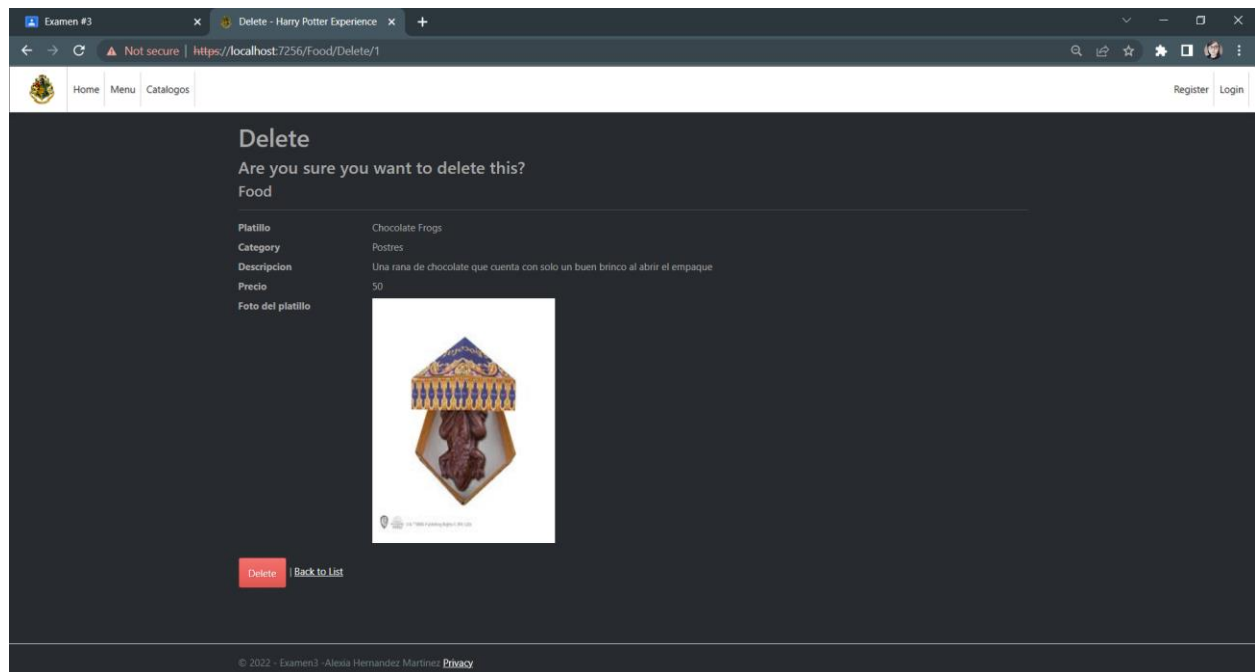 Examen #3
Delete - Harry Potter Experience
Not secure | https://localhost:7256/Food/Delete/1
Home Menu Catalogos Register Login
Delete
Are you sure you want to delete this?
Food
Platillo Chocolate Frogs
Category Postres
Descripcion Una rana de chocolate que cuenta con solo un buen brinco al abrir el empaque
Precio 50
Foto del platillo
Delete | Back to List
© 2022 - Examen3 -Alexia Hernandez Martinez Privacy